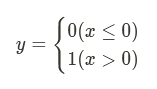 y = { 0(x ≤ 0)
1(x > 0)